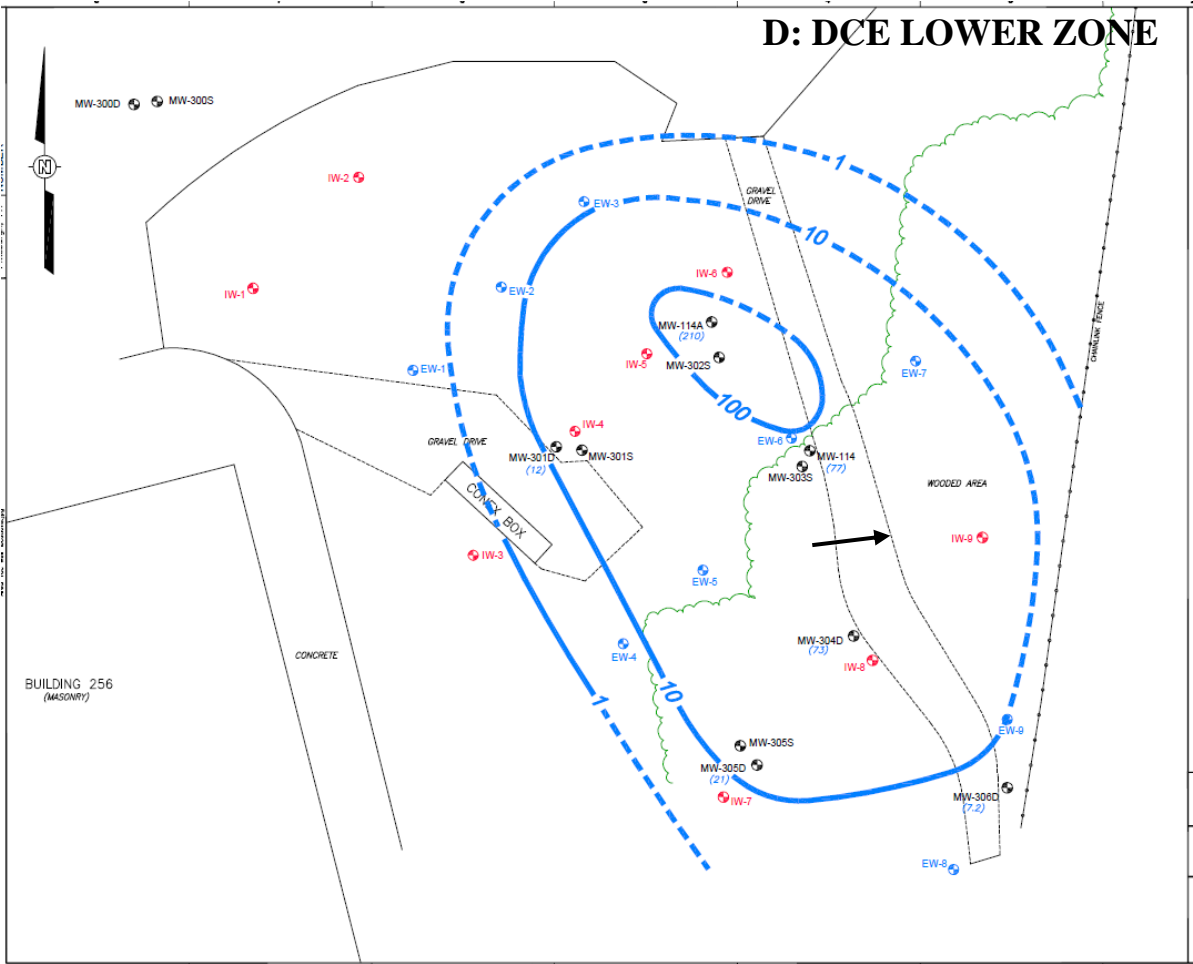 D: DCE LOWER ZONE
MW-300D
MW-300S
N
IW-2
1
GRAVEL
DRIVE
EW-3
10
IW-6
IW-1
EW-2
MW-114A
(210)
CHAINLINK FENCE
IW-5
MW-302S
EW-1
EW-7
100
IW-4
GRAVEL DRIVE
EW-6
MW-301D
(12)
MW-301S
MW-114
(77)
MW-303S
WOODED AREA
CONEX BOX
IW-9
IW-3
EW-5
MW-304D
(73)
EW-4
CONCRETE
IW-8
BUILDING 256
(MASONRY)
10
1
EW-9
MW-305S
MW-305D
(21)
IW-7
MW-306D
(7.2)
EW-8